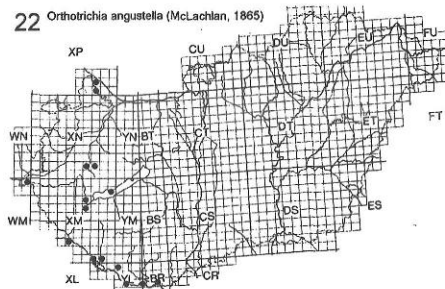 22 Orthotrichia angustella (McLachlan, 1865)
XP CU DU EU FU
WN XN YN BT CT DT ET FT
WM XM YM BS CS DS ES
XL YL BR CR